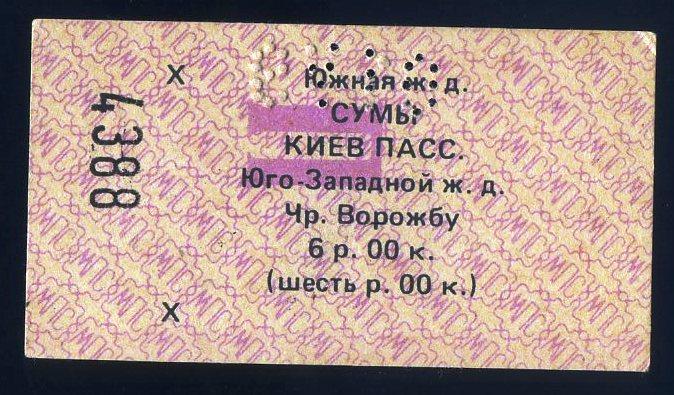 4388
х
Южная ж. д.
СУМЫ
КИЕВ ПАСС.
Юго-Западной ж. д.
Чр. Ворожбу
6 р. 00 к.
(шесть р. 00 к.)
х